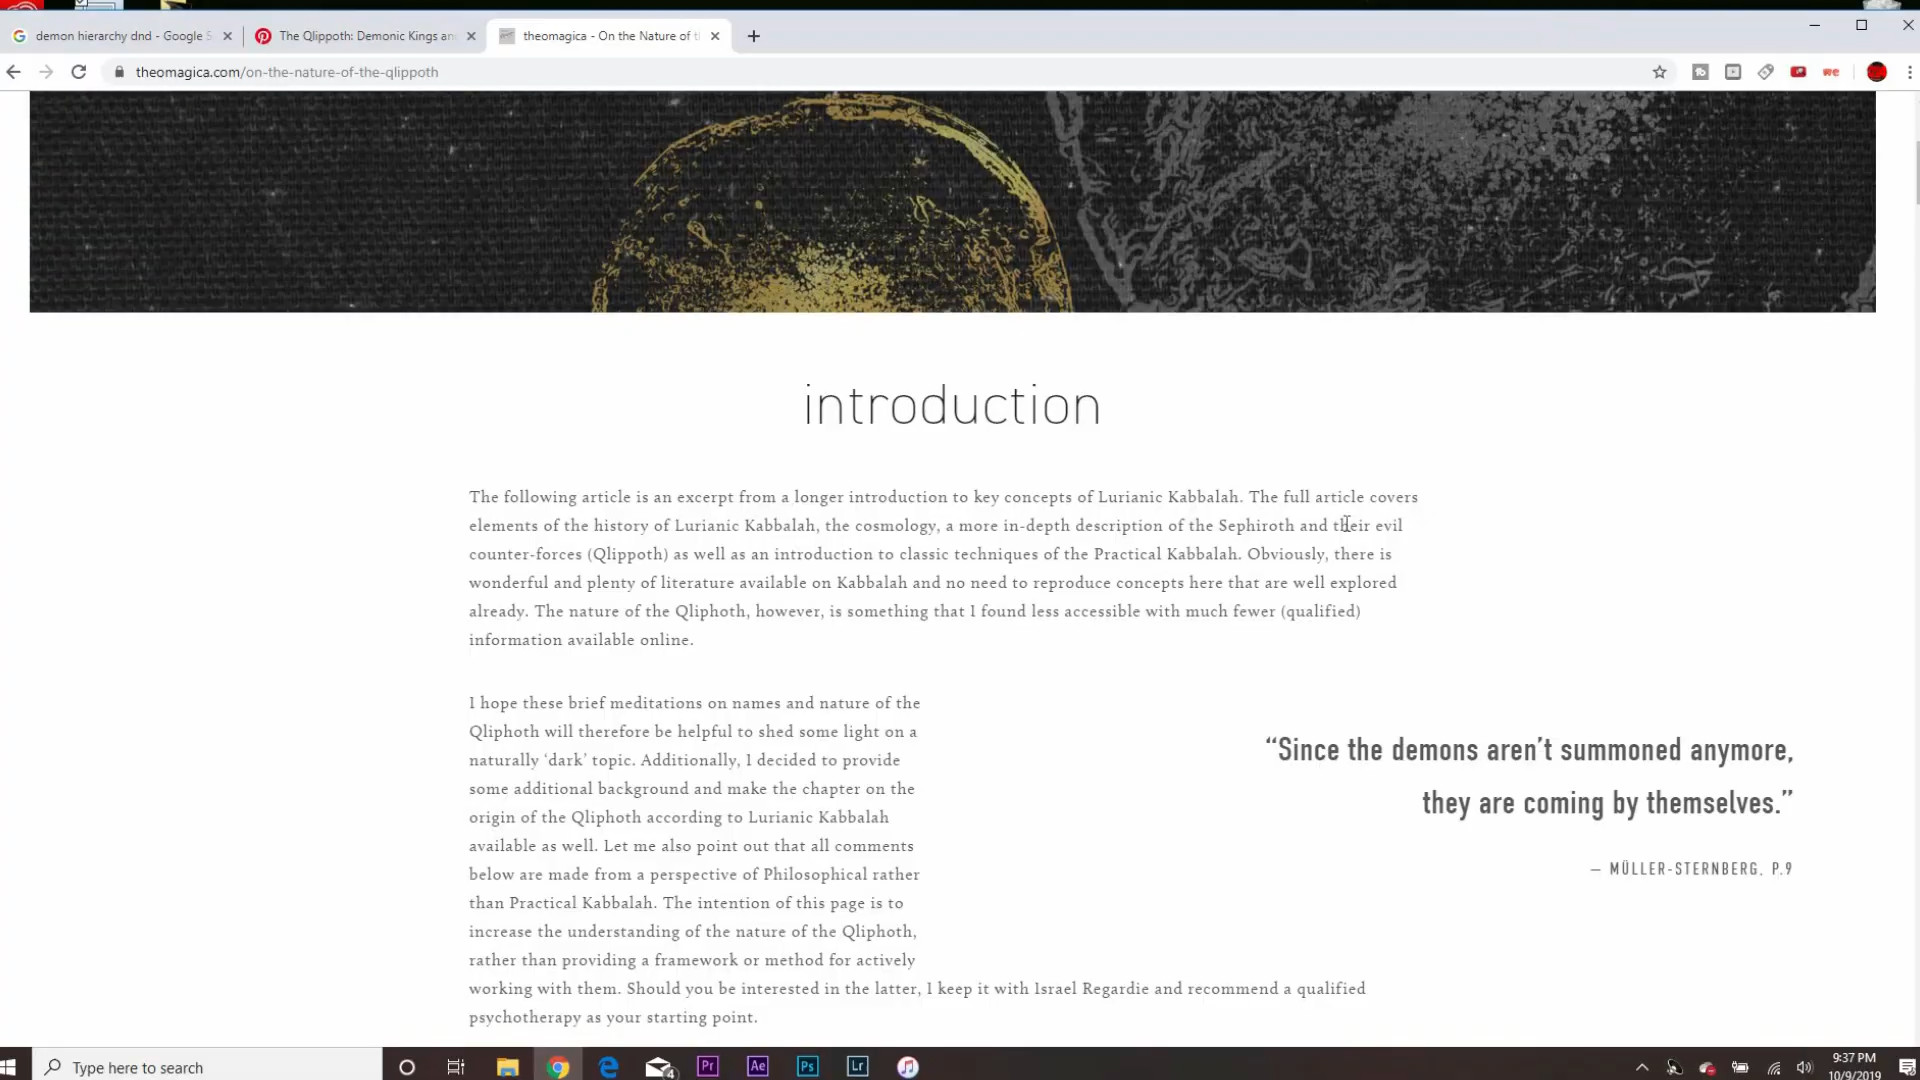 demon hierarchy dnd - Google S
The Qlippoth: Demonic Kings an
theomagica - On the Nature of t
theomagica.com/on-the-nature-of-the-qlippoth
introduction
The following article is an excerpt from a longer introduction to key concepts of Lurianic Kabbalah. The full article covers
elements of the history of Lurianic Kabbalah, the cosmology, a more in-depth description of the Sephiroth and their evil
counter-forces (Qlippoth) as well as an introduction to classic techniques of the Practical Kabbalah. Obviously, there is
wonderful and plenty of literature available on Kabbalah and no need to reproduce concepts here that are well explored
already. The nature of the Qliphoth, however, is something that I found less accessible with much fewer (qualified)
information available online.
I hope these brief meditations on names and nature of the
Qliphoth will therefore be helpful to shed some light on a
naturally ‘dark’ topic. Additionally, I decided to provide
some additional background and make the chapter on the
origin of the Qliphoth according to Lurianic Kabbalah
available as well. Let me also point out that all comments
below are made from a perspective of Philosophical rather
than Practical Kabbalah. The intention of this page is to
increase the understanding of the nature of the Qliphoth,
rather than providing a framework or method for actively
working with them. Should you be interested in the latter, I keep it with Israel Regardie and recommend a qualified
psychotherapy as your starting point.
“Since the demons aren’t summoned anymore,
they are coming by themselves.”
— MÜLLER-STERNBERG, P.9
Type here to search
4
Pr
Ae
Ps
Lr
9:37 PM
10/9/2019